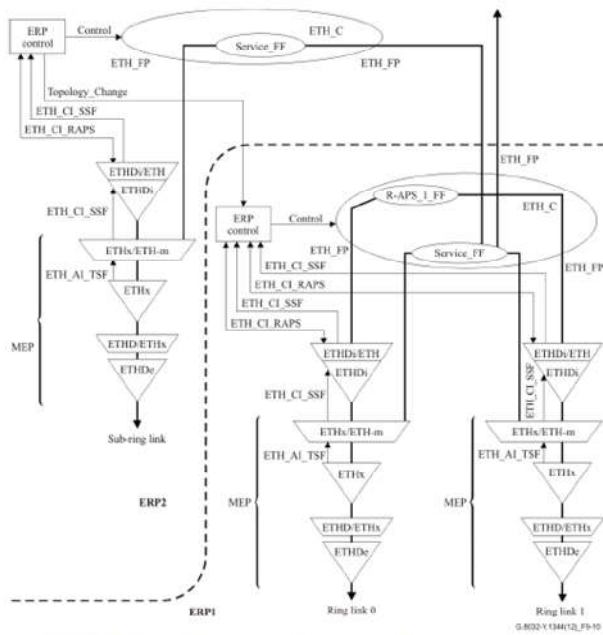 ERP control
Control
ETH_C
Service_FF
ETH_FP
ETH_FP
Topology_Change
ETH_CI_SSF
ETH_CI_RAPS
ETH_FP
ETHDi/ETH
ETHDi
R-APS_1_FF
ERP control
Control
ETH_C
ETH_CI_SSF
ETH_FP
ETHx/ETH-m
Service_FF
ETH_FP
ETH_AI_TSF
ETHx
ETH_CI_SSF
ETH_CI_RAPS
ETH_CI_SSF
ETH_CI_RAPS
MEP
ETHD/ETHx
ETHDi/ETH
ETHDi/ETH
ETHDe
ETHDi
ETHDi
ETH_CI_SSF
ETH_CI_SSF
Sub-ring link
ETHx/ETH-m
ETHx/ETH-m
ETH_AI_TSF
ETH_AI_TSF
ETHx
ETHx
ERP2
MEP
MEP
ETHD/ETHx
ETHD/ETHx
ETHDe
ETHDe
ERP1
Ring link 0
Ring link 1
G.8032-Y.1344(12)_F9-10